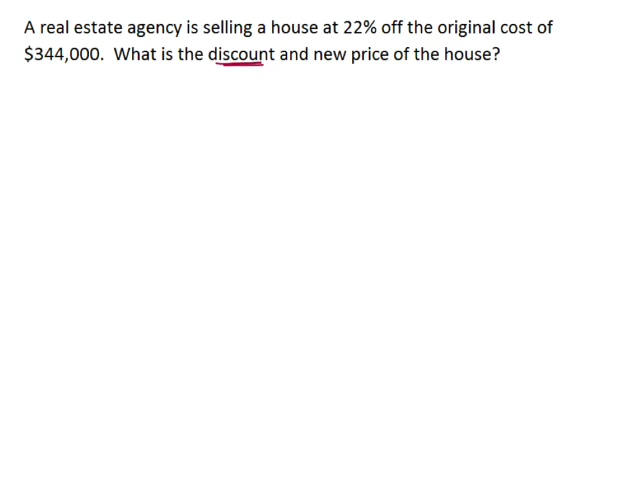 A real estate agency is selling a house at 22% off the original cost of
$344,000.  What is the discount and new price of the house?